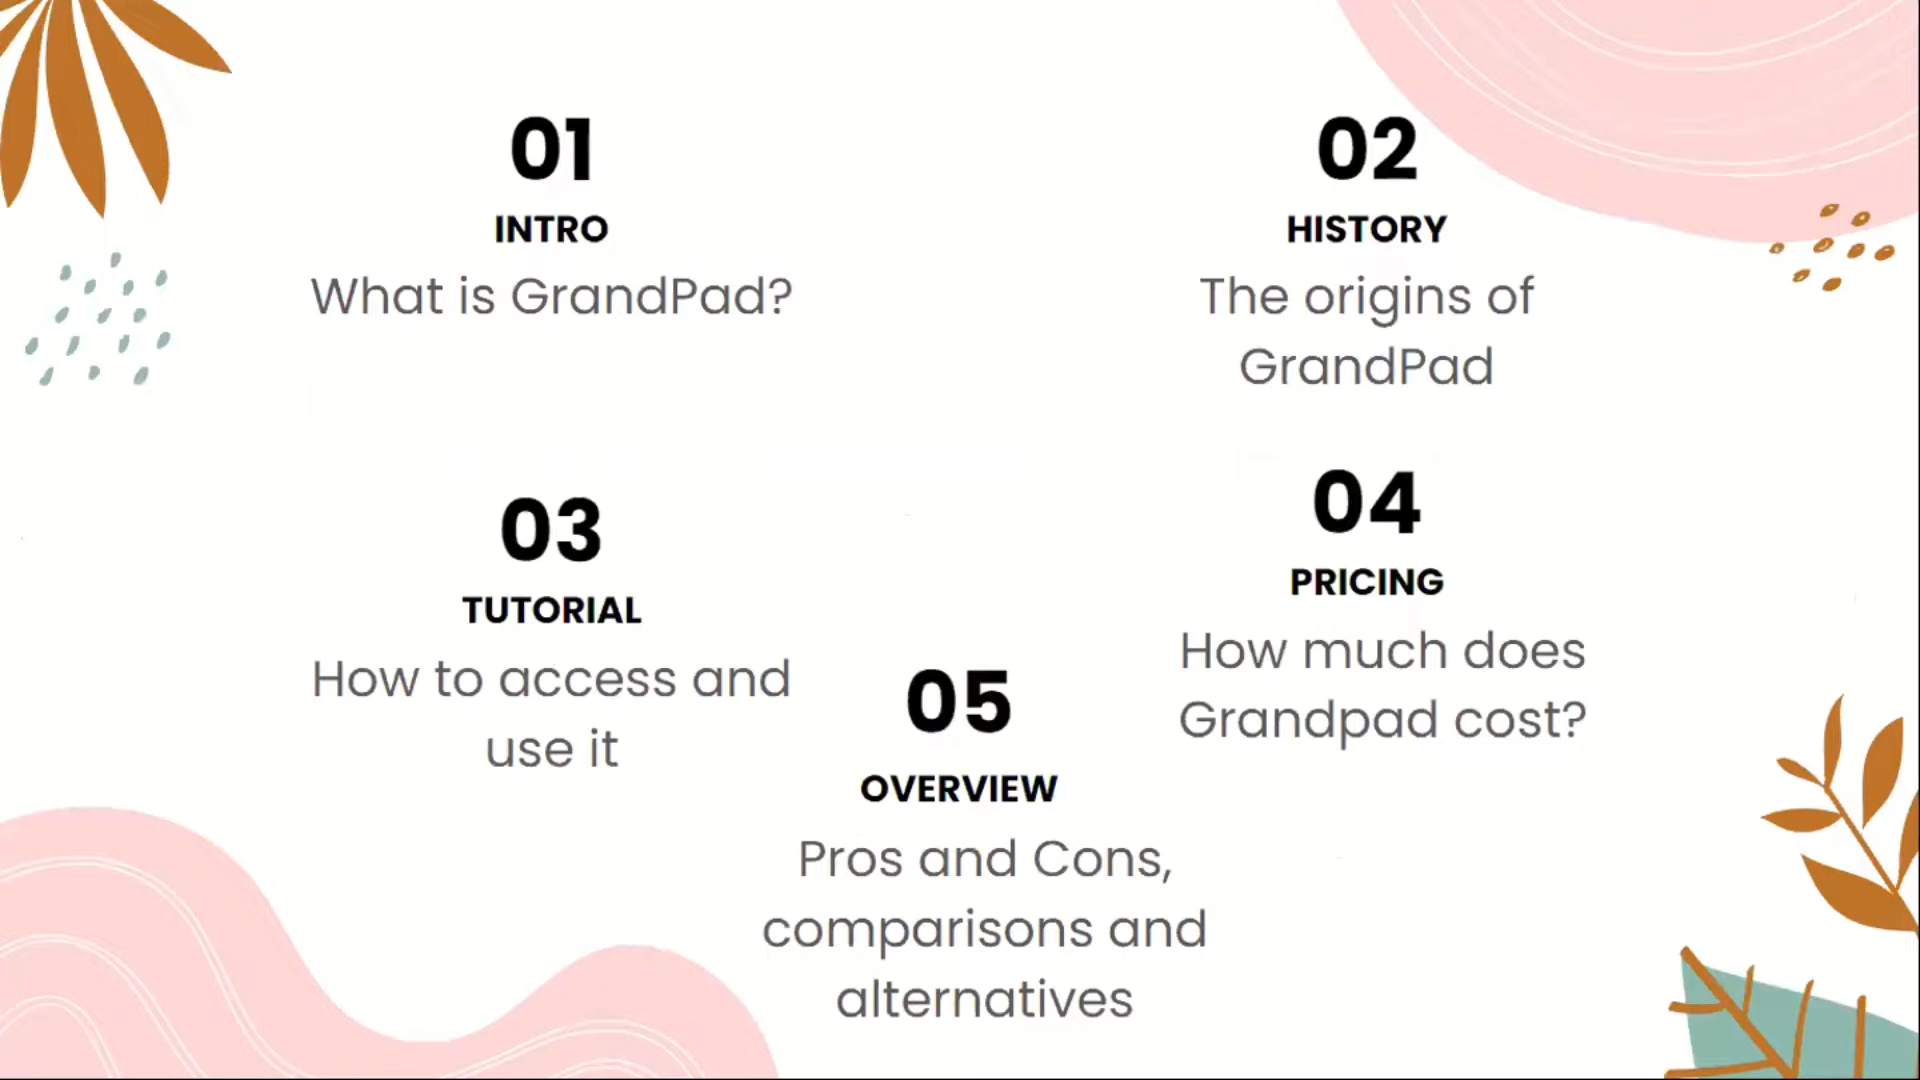 01
INTRO
What is GrandPad?
02
HISTORY
The origins of
GrandPad
03
TUTORIAL
How to access and
use it
04
PRICING
How much does
Grandpad cost?
05
OVERVIEW
Pros and Cons,
comparisons and
alternatives